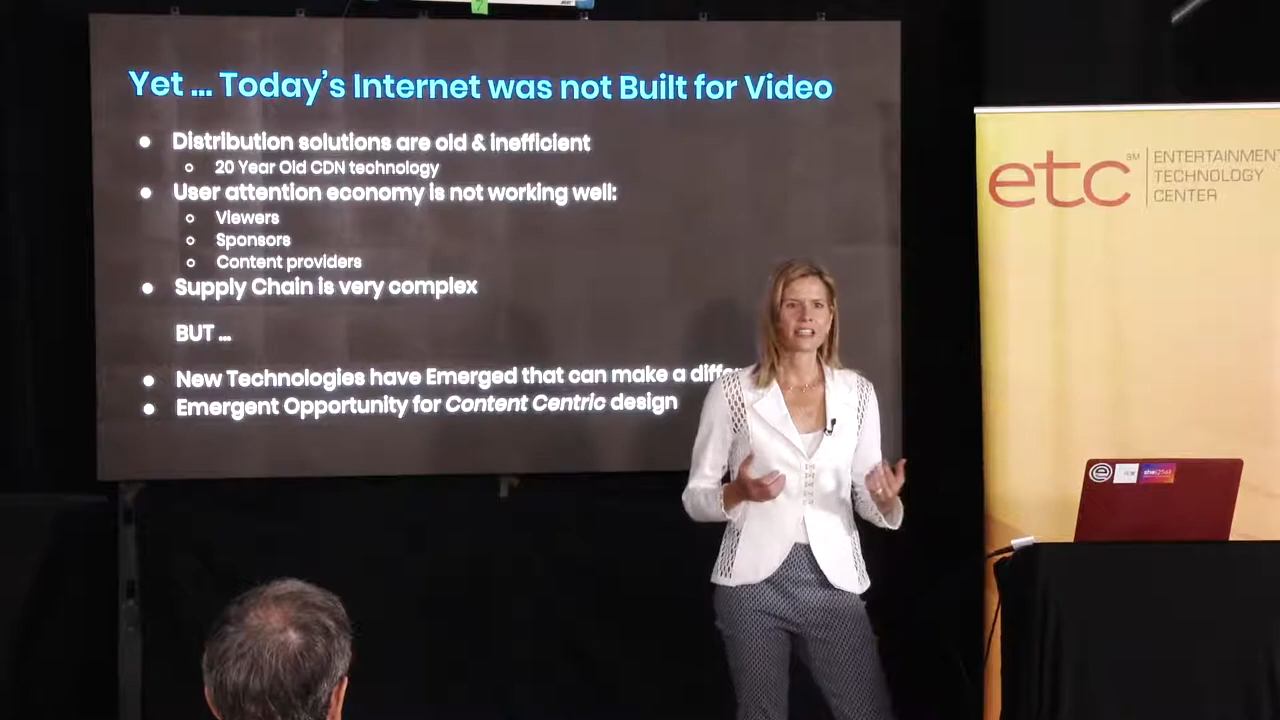 Yet ... Today's Internet was not Built for Video
● Distribution solutions are old & inefficient
○ 20 Year Old CDN technology
● User attention economy is not working well:
○ Viewers
○ Sponsors
○ Content providers
● Supply Chain is very complex
BUT ...
● New Technologies have Emerged that can make a
● Emergent Opportunity for Content Centric design
etc SM
ENTERTAINMENT
TECHNOLOGY
CENTER